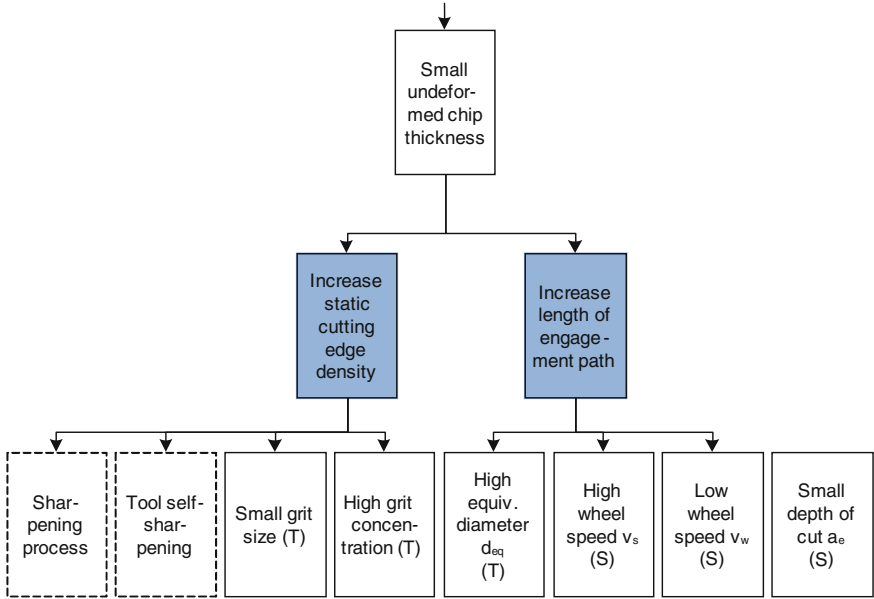 Small
undefor-
med chip
thickness
Increase
static
cutting
edge
density
Increase
length of
engage-
ment path
Shar-
pening
process
Tool self-
sharpening
Small grit
size (T)
High grit
concen-
tration (T)
High
equiv.
diameter
deq
(T)
High
wheel
speed vs
(S)
Low
wheel
speed vw
(S)
Small
depth of
cut ae
(S)